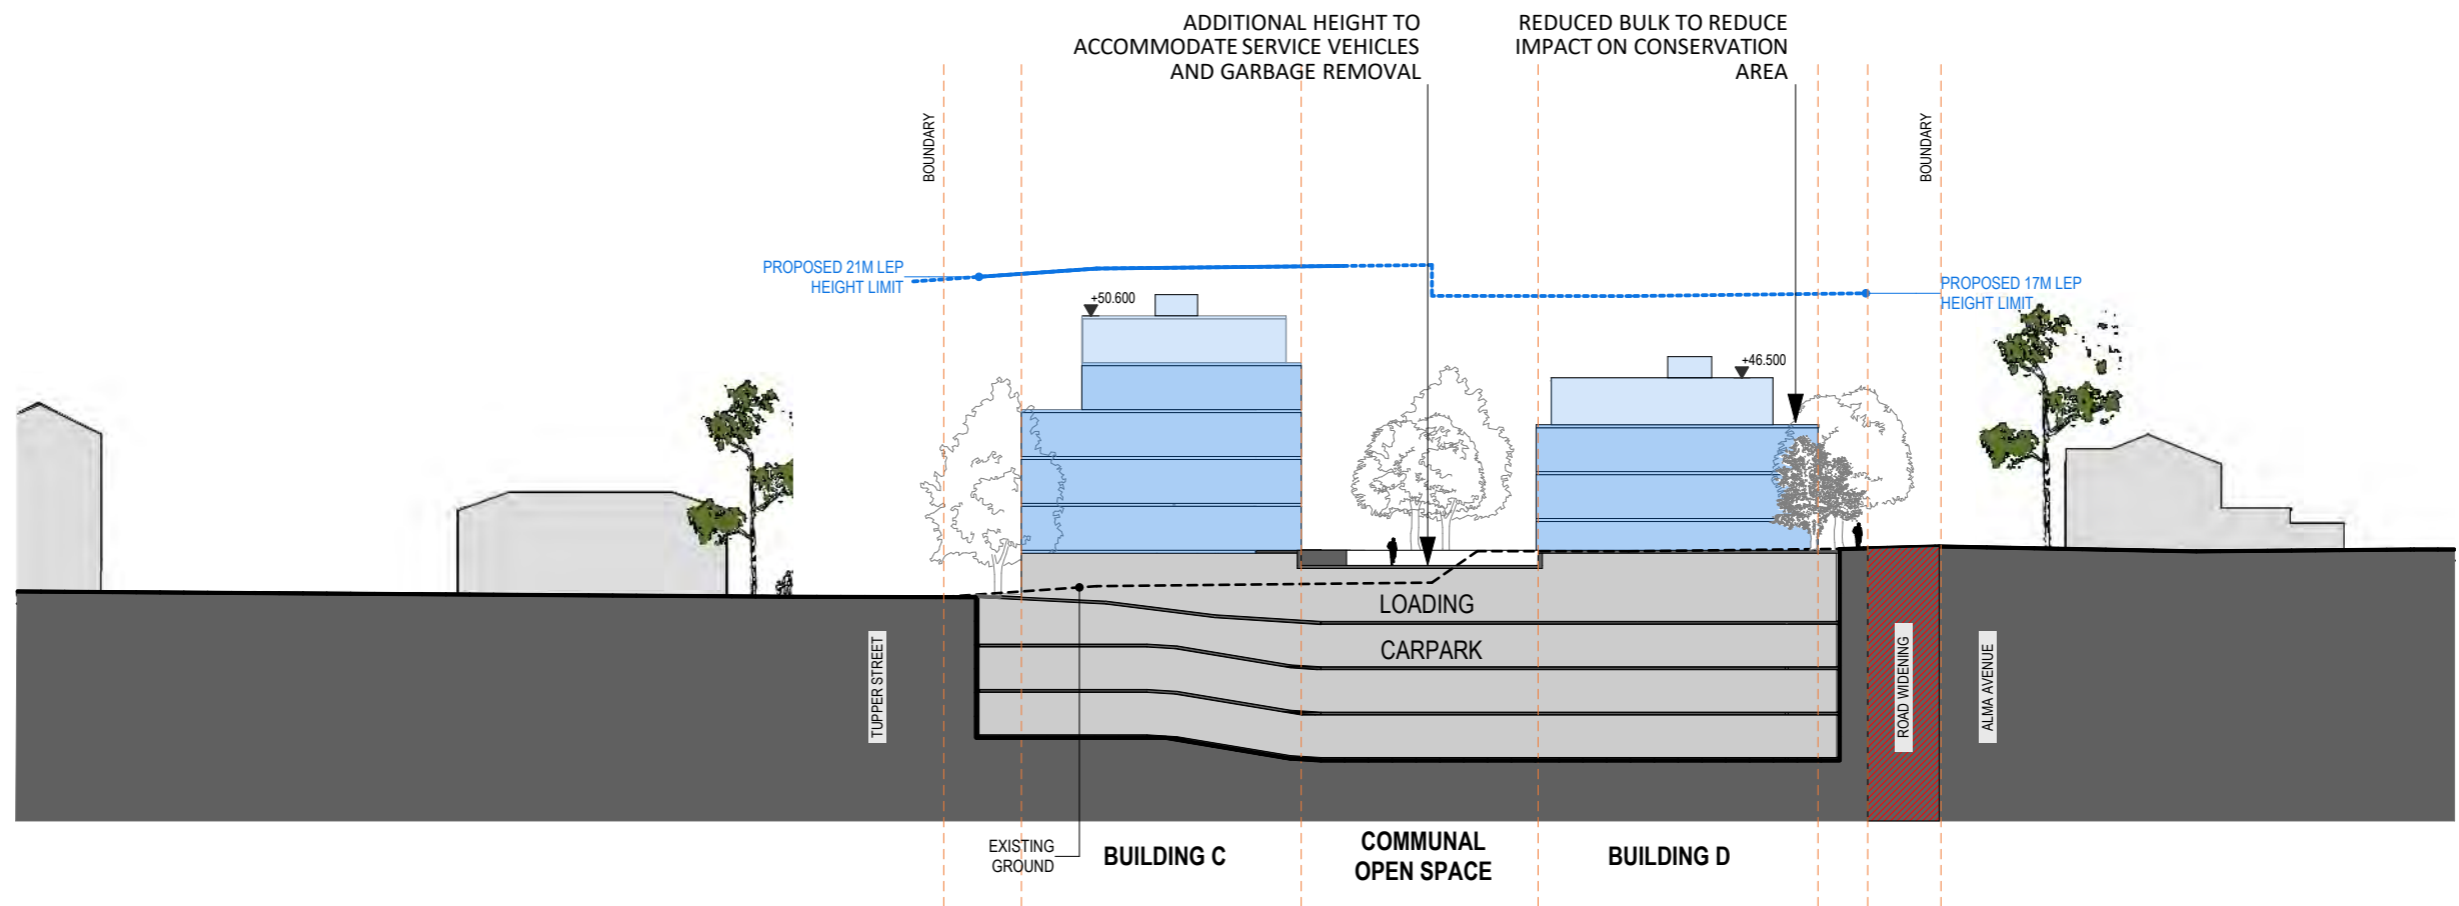 ADDITIONAL HEIGHT TO
ACCOMMODATE SERVICE VEHICLES
AND GARBAGE REMOVAL
REDUCED BULK TO REDUCE
IMPACT ON CONSERVATION
AREA
BOUNDARY
BOUNDARY
PROPOSED 21M LEP
HEIGHT LIMIT
PROPOSED 17M LEP
HEIGHT LIMIT
+50.600
+46.500
LOADING
CARPARK
TUPPER STREET
ROAD WIDENING
ALMA AVENUE
EXISTING
GROUND
BUILDING C
COMMUNAL
OPEN SPACE
BUILDING D